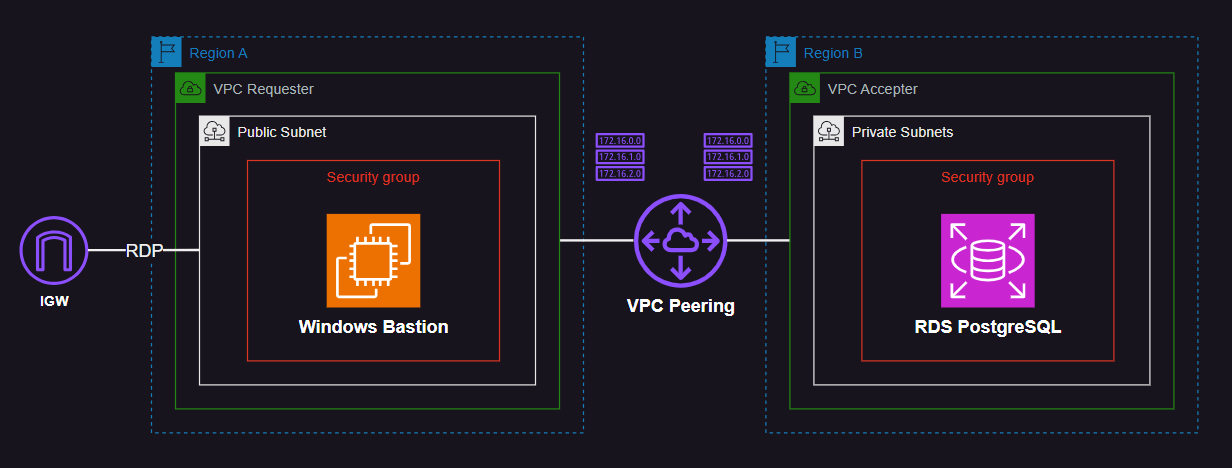 Region A
VPC Requester
Public Subnet
Security group
Windows Bastion
RDP
IGW
172.16.0.0
172.16.1.0
172.16.2.0
172.16.0.0
172.16.1.0
172.16.2.0
VPC Peering
Region B
VPC Accepter
Private Subnets
Security group
RDS PostgreSQL